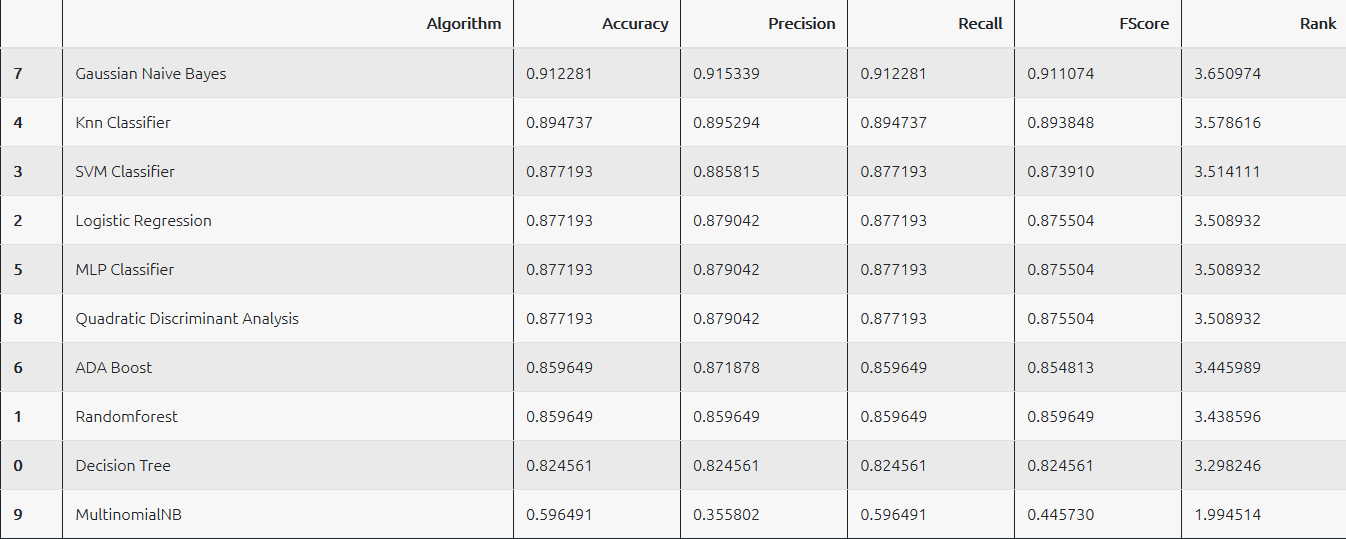 Algorithm Accuracy Precision Recall FScore Rank
7 Gaussian Naive Bayes 0.912281 0.915339 0.912281 0.911074 3.650974
4 Knn Classifier 0.894737 0.895294 0.894737 0.893848 3.578616
3 SVM Classifier 0.877193 0.885815 0.877193 0.873910 3.514111
2 Logistic Regression 0.877193 0.879042 0.877193 0.875504 3.508932
5 MLP Classifier 0.877193 0.879042 0.877193 0.875504 3.508932
8 Quadratic Discriminant Analysis 0.877193 0.879042 0.877193 0.875504 3.508932
6 ADA Boost 0.859649 0.871878 0.859649 0.854813 3.445989
1 Randomforest 0.859649 0.859649 0.859649 0.859649 3.438596
0 Decision Tree 0.824561 0.824561 0.824561 0.824561 3.298246
9 MultinomialNB 0.596491 0.355802 0.596491 0.445730 1.994514